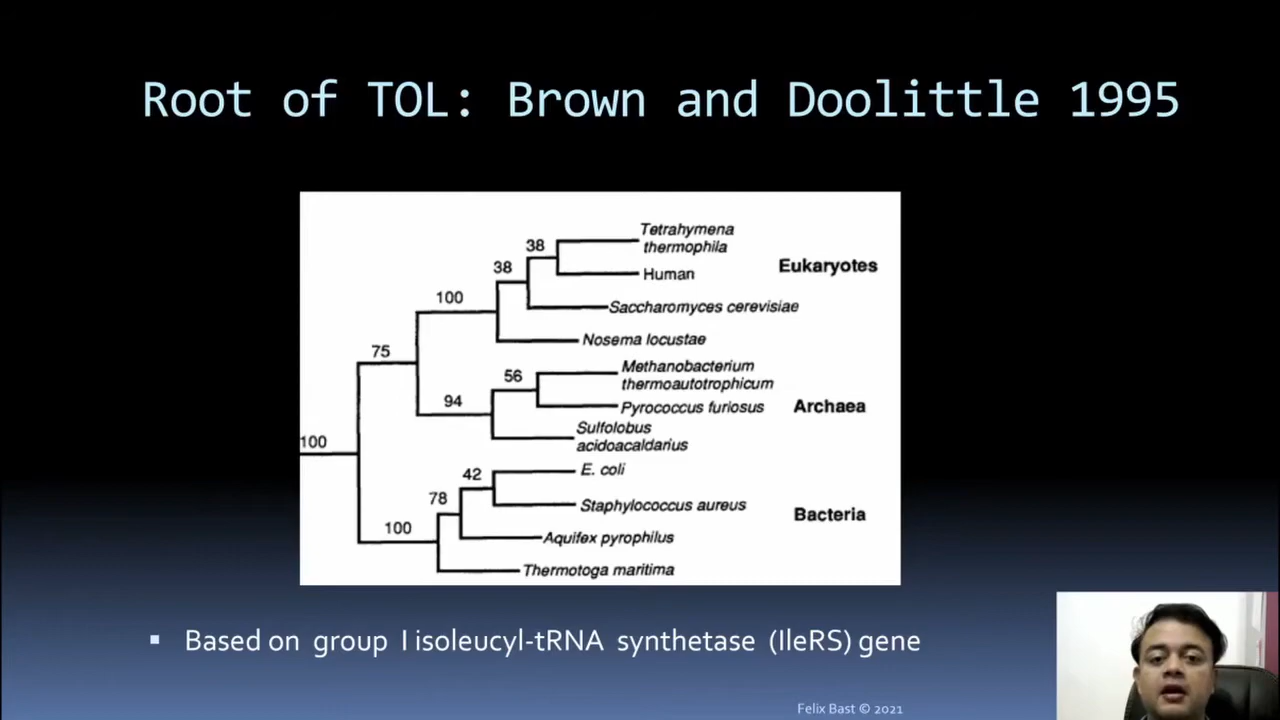 Root of TOL: Brown and Doolittle 1995
Tetrahymena
thermophila
38
Human
Eukaryotes
38
100
Saccharomyces cerevisiae
Nosema locustae
75
Methanobacterium
thermoautotrophicum
56
94
Pyrococcus furiosus
Archaea
Sulfolobus
acidoacaldarius
100
E. coli
42
78
Staphylococcus aureus
Bacteria
100
Aquifex pyrophilus
Thermotoga maritima
▪ Based on group I isoleucyl-tRNA synthetase (IleRS) gene
Felix Bast © 2021